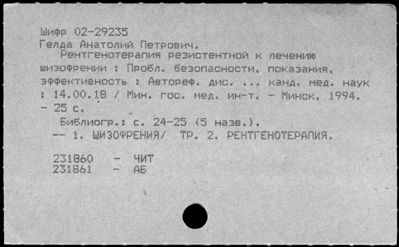 Шифр 02-29235
Гелда Анатолий Петрович.
Рентгенотерапия резистентной к лечению
шизофрении : Пробл. безопасности, показания,
эффективность : Автореф. дис. ... канд. мед. наук
: 14.00.18 / Мин. гос. мед. ин-т. - Минск, 1994.
- 25 с.
Библиогр.: с. 24-25 (5 назв.).
-- 1. ШИЗОФРЕНИЯ/ ТР. 2. РЕНТГЕНОТЕРАПИЯ.
231860 - ЧИТ
231861 - АБ